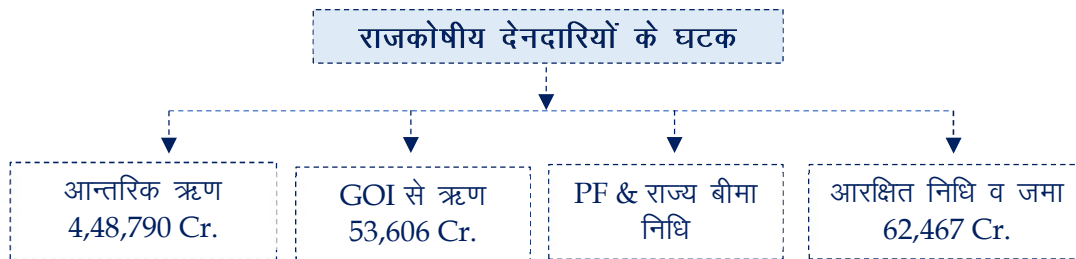 राजकोषीय देनदारियों के घटक
आन्तरिक ऋण
4,48,790 Cr.
GOI से ऋण
53,606 Cr.
PF & राज्य बीमा
निधि
आरक्षित निधि व जमा
62,467 Cr.